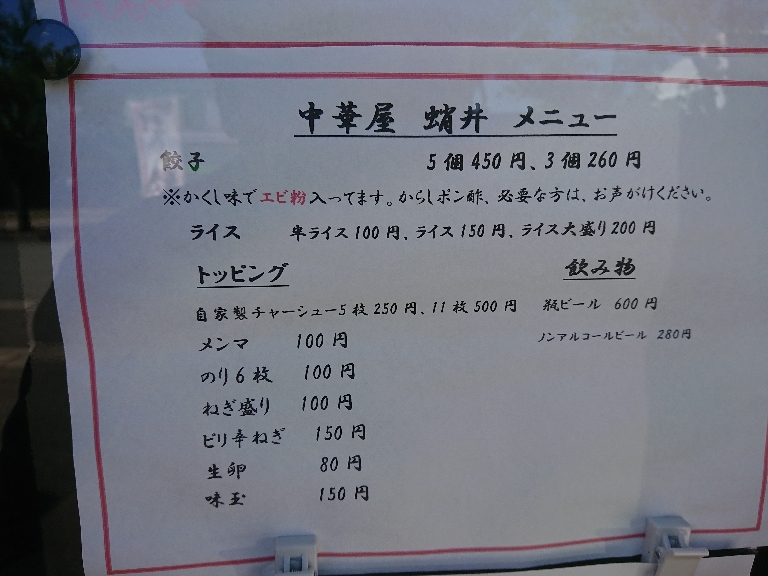 中華屋 蛸井 メニュー
餃子 5個450円、3個260円
※かくし味でエビ粉入ってます。からしポン酢、必要な方は、お声がけください。
ライス 半ライス100円、ライス150円、ライス大盛り200円
トッピング
自家製チャーシュー5枚250円、11枚500円
メンマ 100円
のり6枚 100円
ねぎ盛り 100円
ピリ辛ねぎ 150円
生卵 80円
味玉 150円
飲み物
瓶ビール 600円
ノンアルコールビール 280円